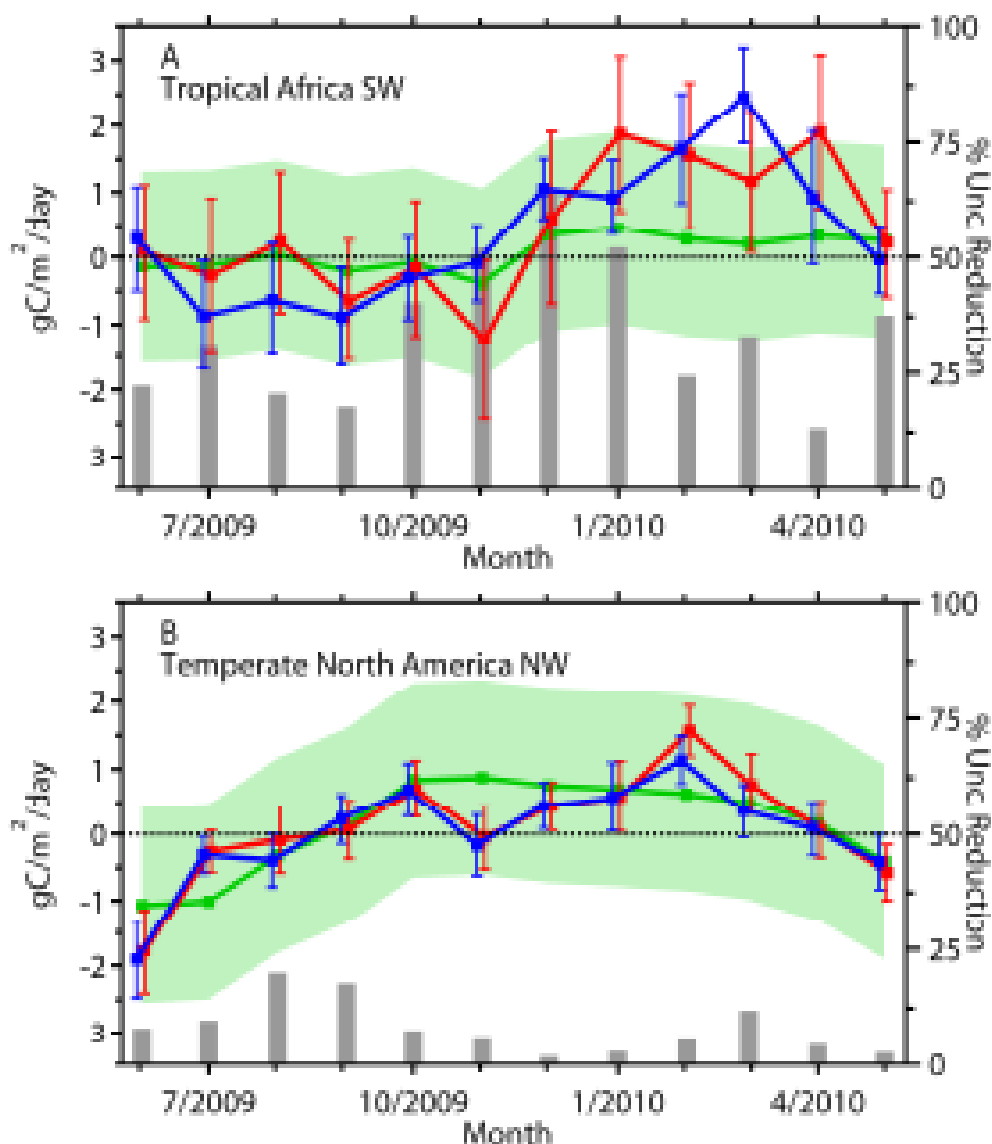 A
Tropical Africa SW
3
2
1
0
-1
-2
3
gC/m²/day
100
75
50
25
0
% Unc Reduction
7/2009 10/2009 1/2010 4/2010
Month
B
Temperate North America NW
3
2
1
0
-1
-2
3
gC/m²/day
100
75
50
25
0
% Unc Reduction
7/2009 10/2009 1/2010 4/2010
Month